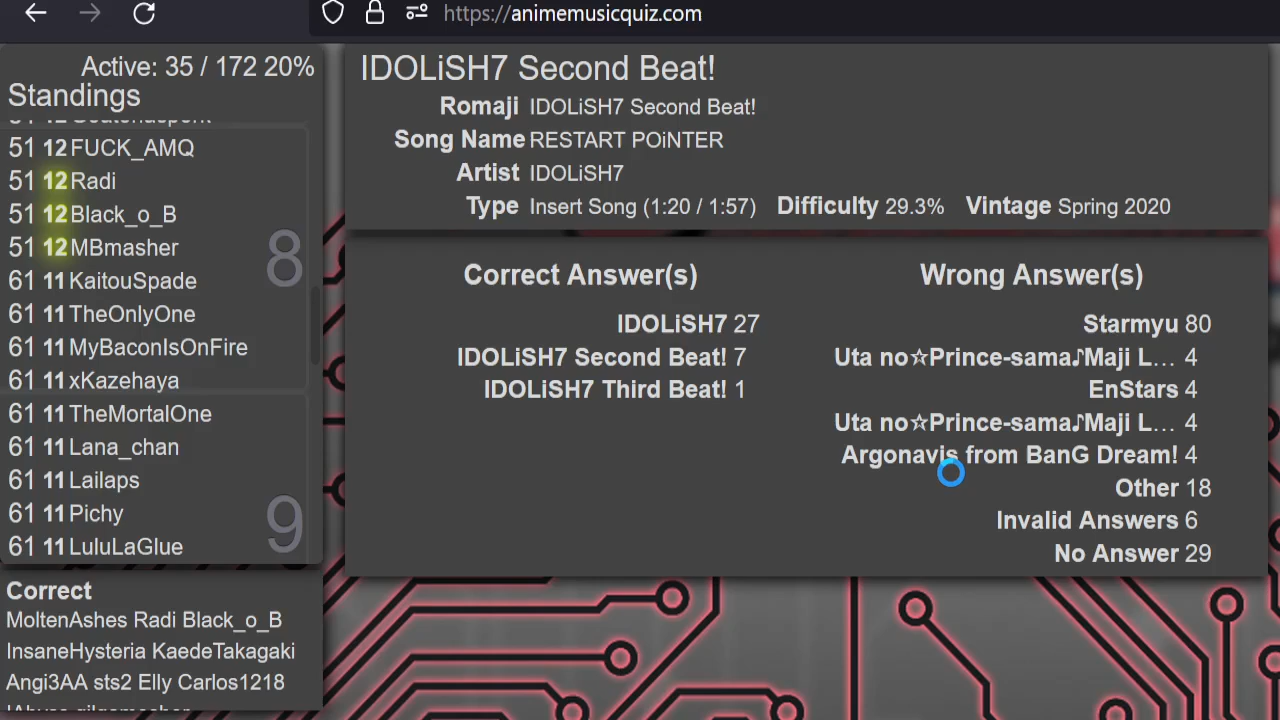 https://animemusicquiz.com
Active: 35 / 172 20%
Standings
51 12 FUCK_AMQ
51 12 Radi
51 12 Black_o_B
51 12 MBmasher
8
61 11 KaitouSpade
61 11 TheOnlyOne
61 11 MyBaconIsOnFire
61 11 xKazehaya
61 11 TheMortalOne
61 11 Lana_chan
61 11 Lailaps
61 11 Pichy
61 11 LuluLaGlue
9
Correct
MoltenAshes Radi Black_o_B
InsaneHysteria KaedeTakagaki
Angi3AA sts2 Elly Carlos1218
IDOLiSH7 Second Beat!
Romaji IDOLiSH7 Second Beat!
Song Name RESTART POiNTER
Artist IDOLiSH7
Type Insert Song (1:20 / 1:57) Difficulty 29.3% Vintage Spring 2020
Correct Answer(s)
IDOLiSH7 27
IDOLiSH7 Second Beat! 7
IDOLiSH7 Third Beat! 1
Wrong Answer(s)
Starmyu 80
Uta no☆Prince-sama♪Maji L... 4
EnStars 4
Uta no☆Prince-sama♪Maji L... 4
Argonavis from BanG Dream! 4
Other 18
Invalid Answers 6
No Answer 29